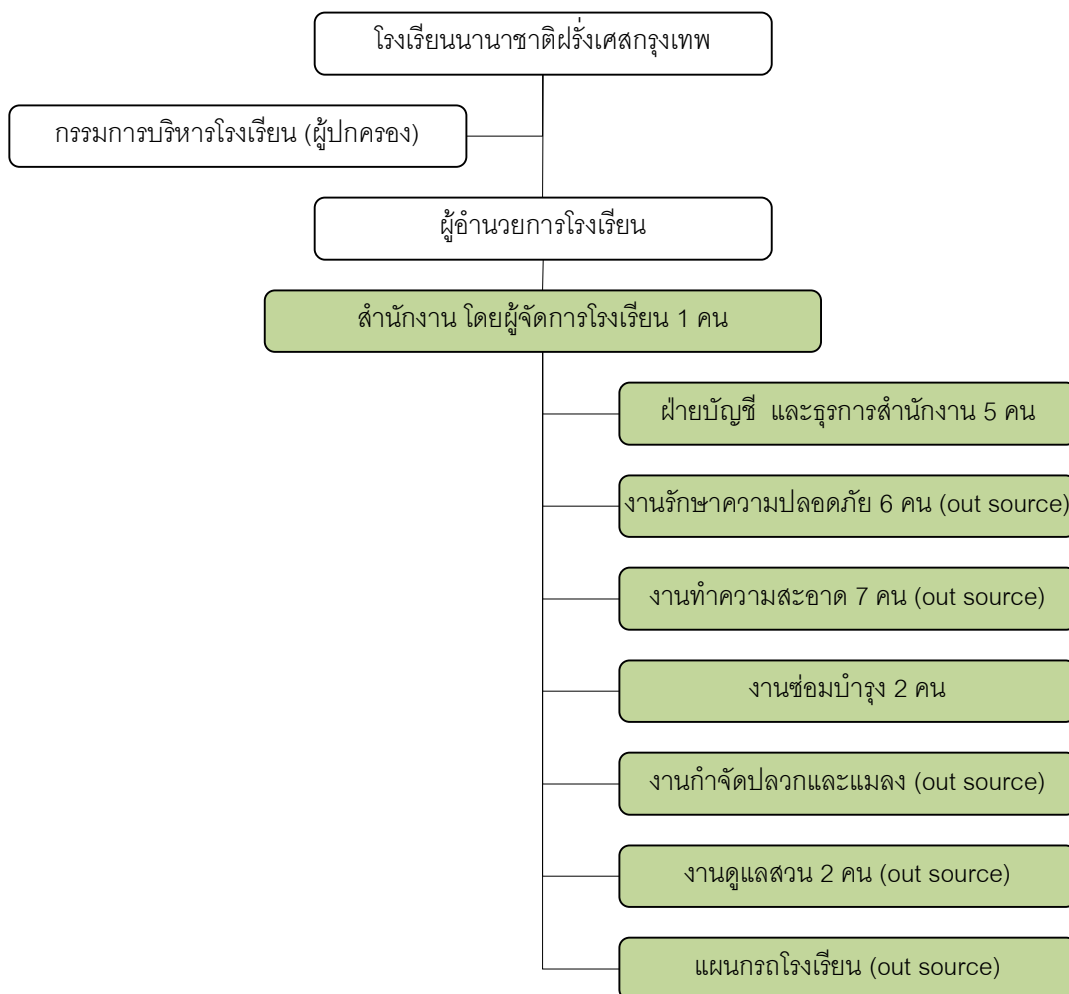 โรงเรียนนานาชาติฝรั่งเศสกรุงเทพ
กรรมการบริหารโรงเรียน (ผู้ปกครอง)
ผู้อำนวยการโรงเรียน
สำนักงาน โดยผู้จัดการโรงเรียน 1 คน
ฝ่ายบัญชี และธุรการสำนักงาน 5 คน
งานรักษาความปลอดภัย 6 คน (out source)
งานทำความสะอาด 7 คน (out source)
งานซ่อมบำรุง 2 คน
งานกำจัดปลวกและแมลง (out source)
งานดูแลสวน 2 คน (out source)
แผนกรถโรงเรียน (out source)